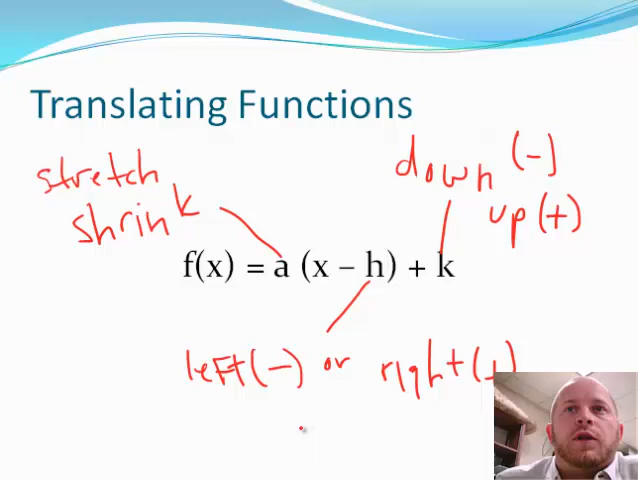 Translating Functions
stretch
shrink
down (-)
up (+)
f(x) = a (x – h) + k
left (-) or right (+)